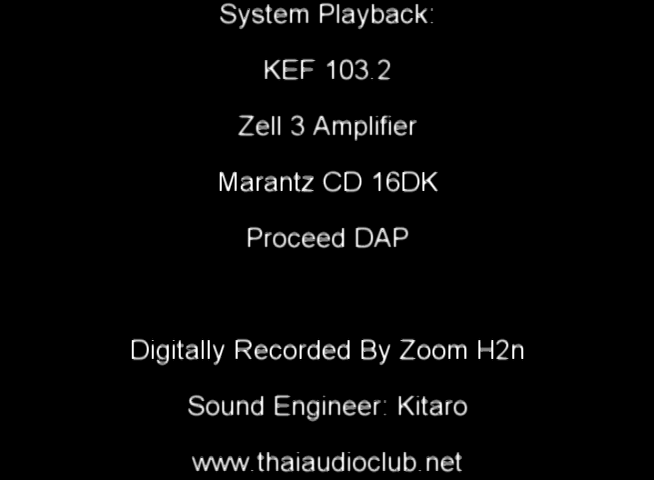 System Playback:
KEF 103.2
Zell 3 Amplifier
Marantz CD 16DK
Proceed DAP
Digitally Recorded By Zoom H2n
Sound Engineer: Kitaro
www.thaiaudioclub.net